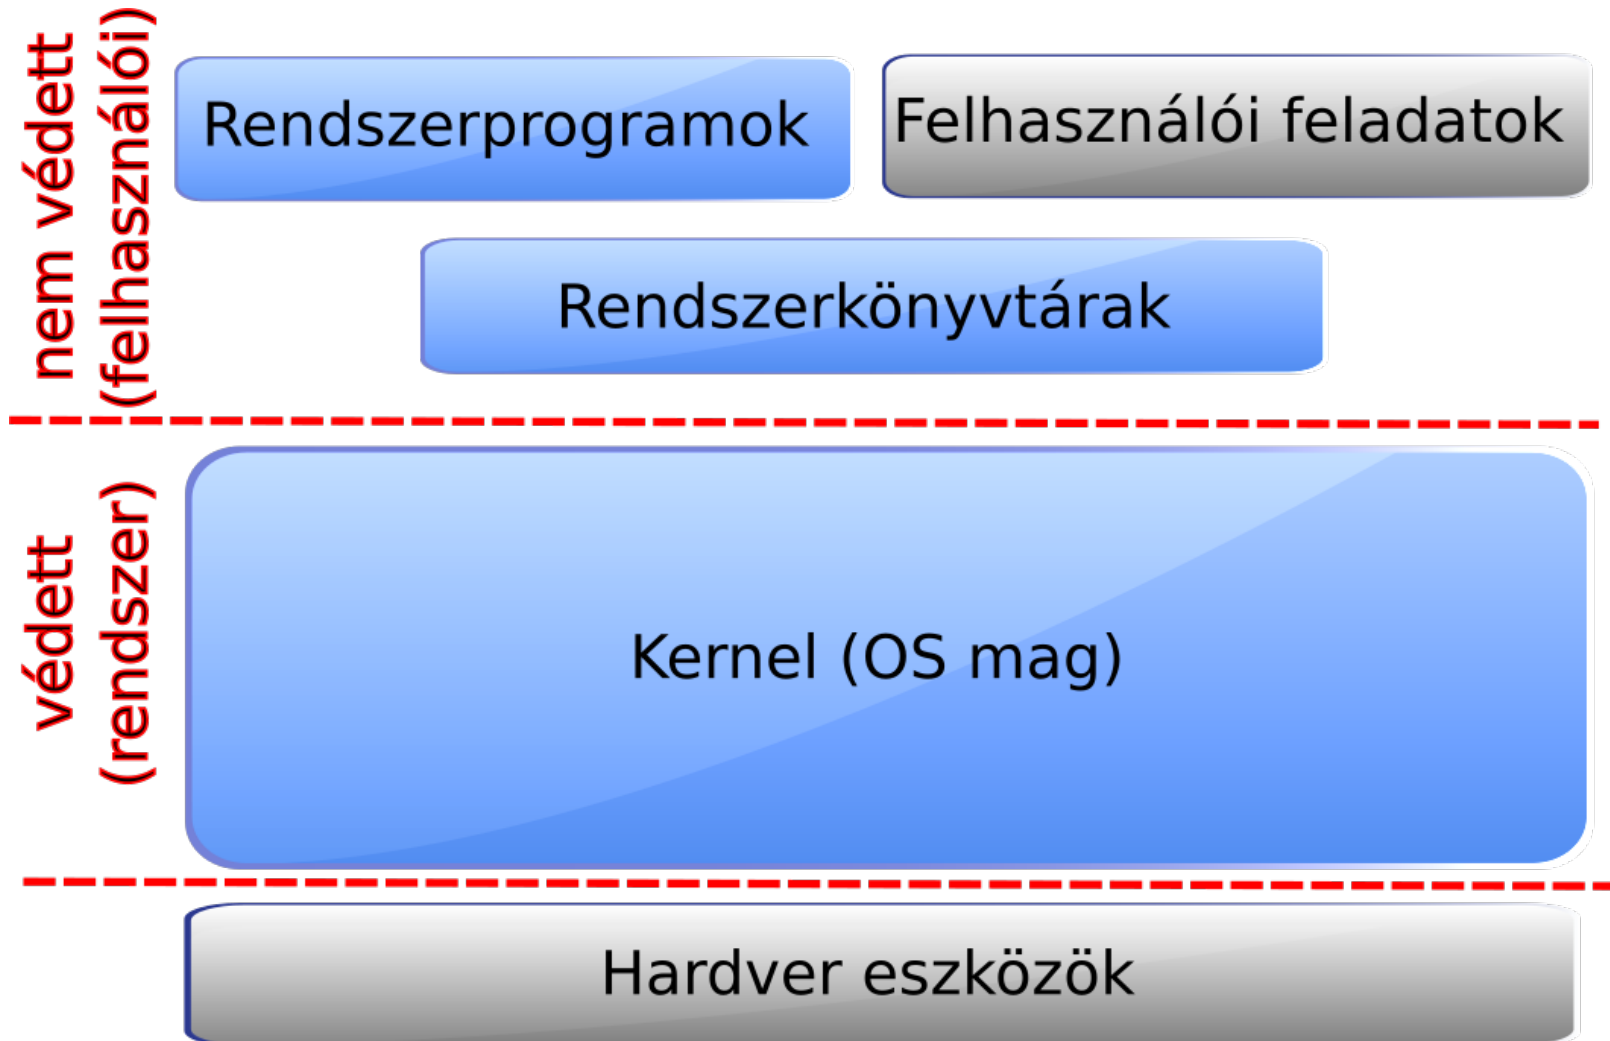 nem védett
(felhasználói)
Rendszerprogramok
Felhasználói feladatok
Rendszerkönyvtárak
védett
(rendszer)
Kernel (OS mag)
Hardver eszközök